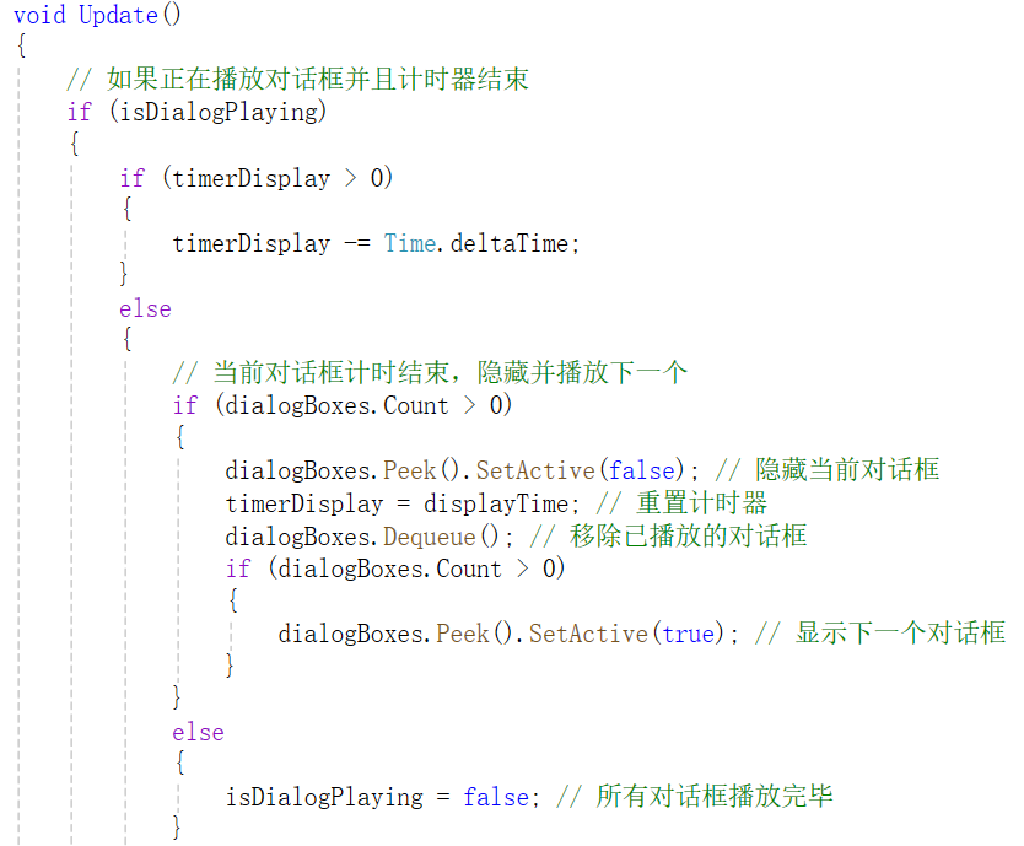 void Update()
{
// 如果正在播放对话框并且计时器结束
if (isDialogPlaying)
{
if (timerDisplay > 0)
{
timerDisplay -= Time.deltaTime;
}
else
{
// 当前对话框计时结束，隐藏并播放下一个
if (dialogBoxes.Count > 0)
{
dialogBoxes.Peek().SetActive(false); // 隐藏当前对话框
timerDisplay = displayTime; // 重置计时器
dialogBoxes.Dequeue(); // 移除已播放的对话框
if (dialogBoxes.Count > 0)
{
dialogBoxes.Peek().SetActive(true); // 显示下一个对话框
}
}
else
{
isDialogPlaying = false; // 所有对话框播放完毕
}